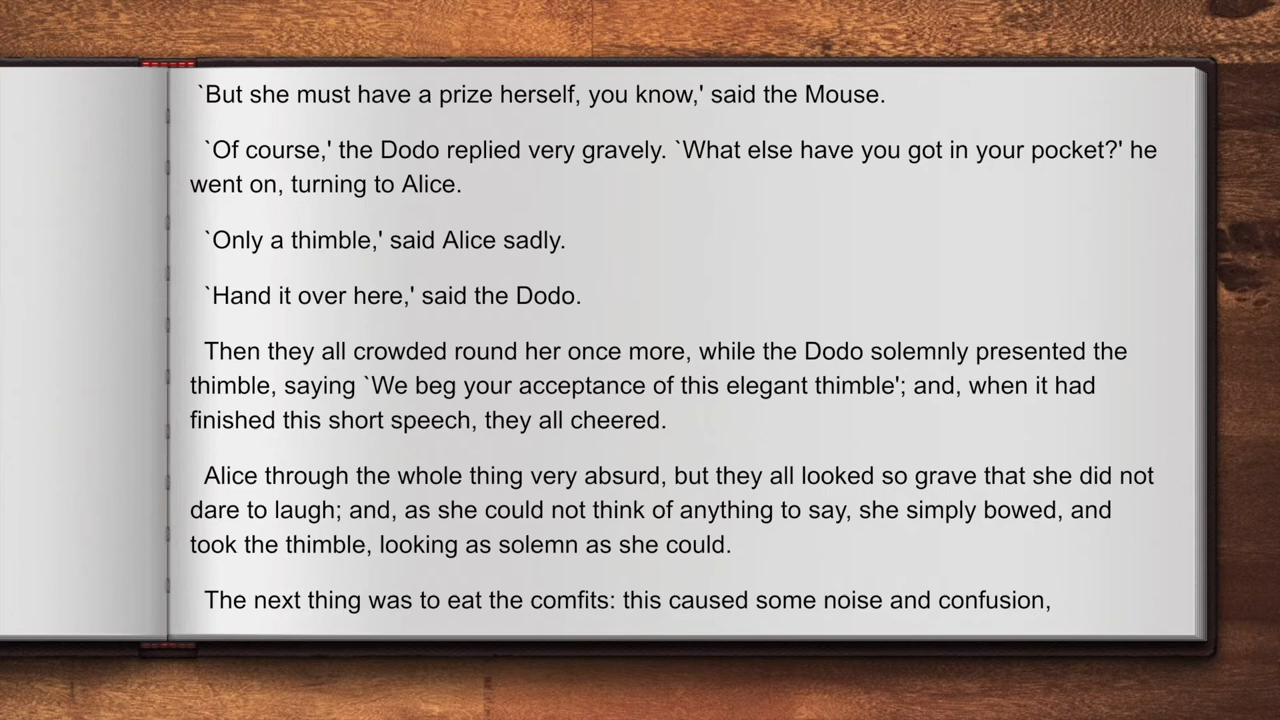 `But she must have a prize herself, you know,' said the Mouse.
`Of course,' the Dodo replied very gravely. `What else have you got in your pocket?' he
went on, turning to Alice.
`Only a thimble,' said Alice sadly.
`Hand it over here,' said the Dodo.
Then they all crowded round her once more, while the Dodo solemnly presented the
thimble, saying `We beg your acceptance of this elegant thimble'; and, when it had
finished this short speech, they all cheered.
Alice through the whole thing very absurd, but they all looked so grave that she did not
dare to laugh; and, as she could not think of anything to say, she simply bowed, and
took the thimble, looking as solemn as she could.
The next thing was to eat the comfits: this caused some noise and confusion,